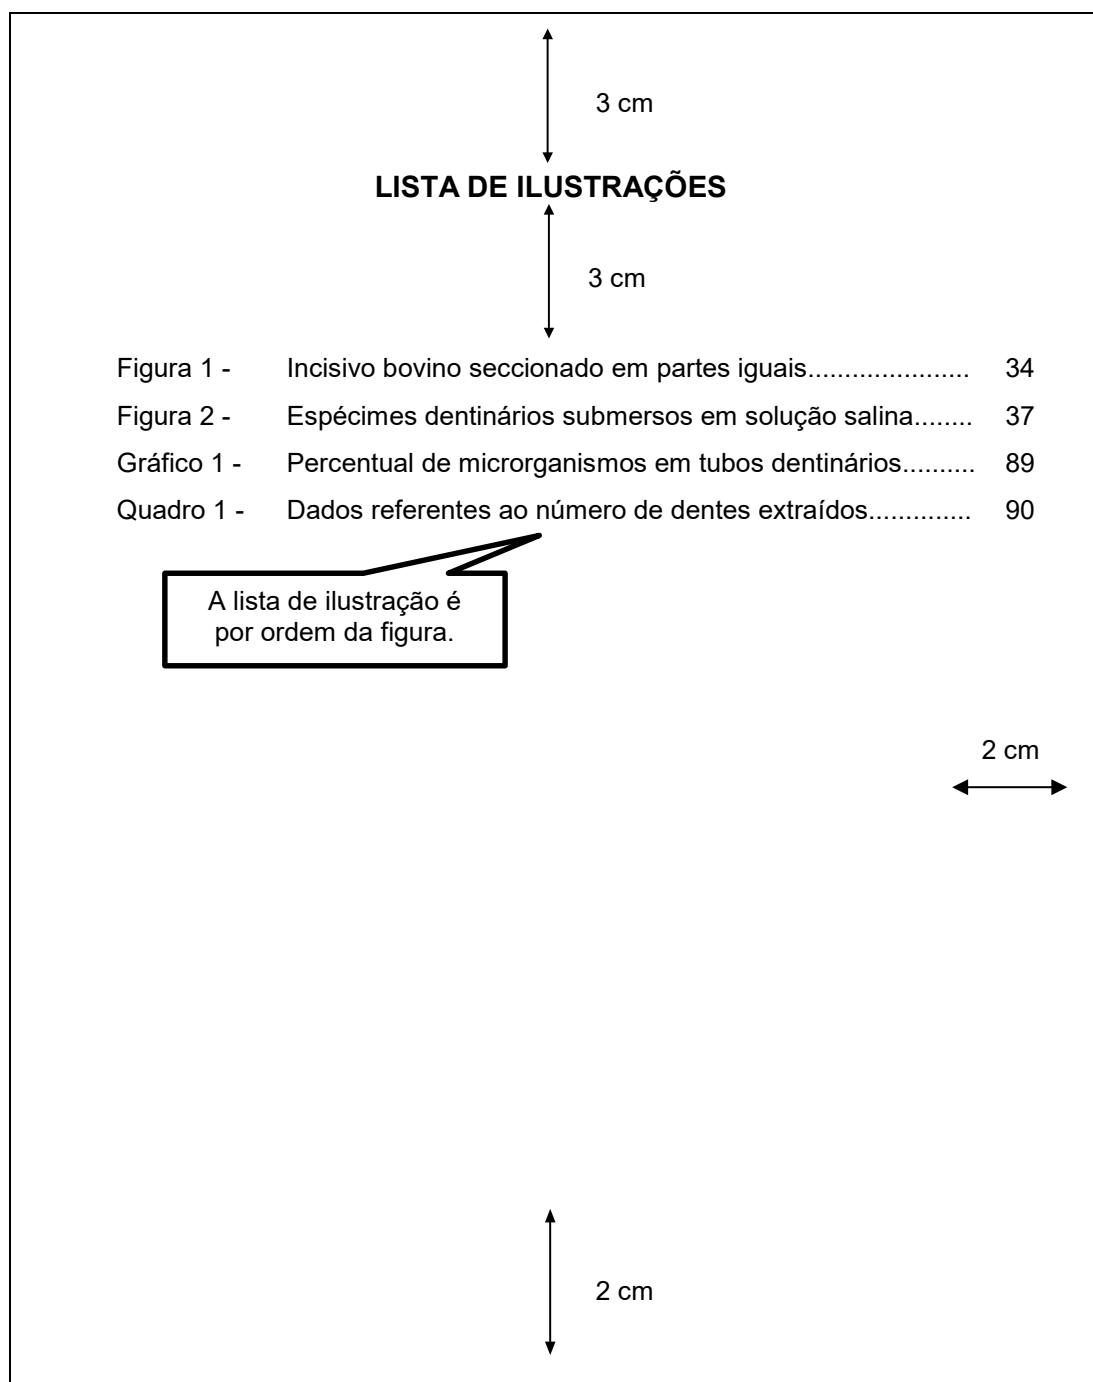 3 cm
LISTA DE ILUSTRAÇÕES
3 cm
Figura 1 - Incisivo bovino seccionado em partes iguais...................... 34
Figura 2 - Espécimes dentinários submersos em solução salina........ 37
Gráfico 1 - Percentual de microrganismos em tubos dentinários.......... 89
Quadro 1 - Dados referentes ao número de dentes extraídos.............. 90
A lista de ilustração é
por ordem da figura.
2 cm
2 cm